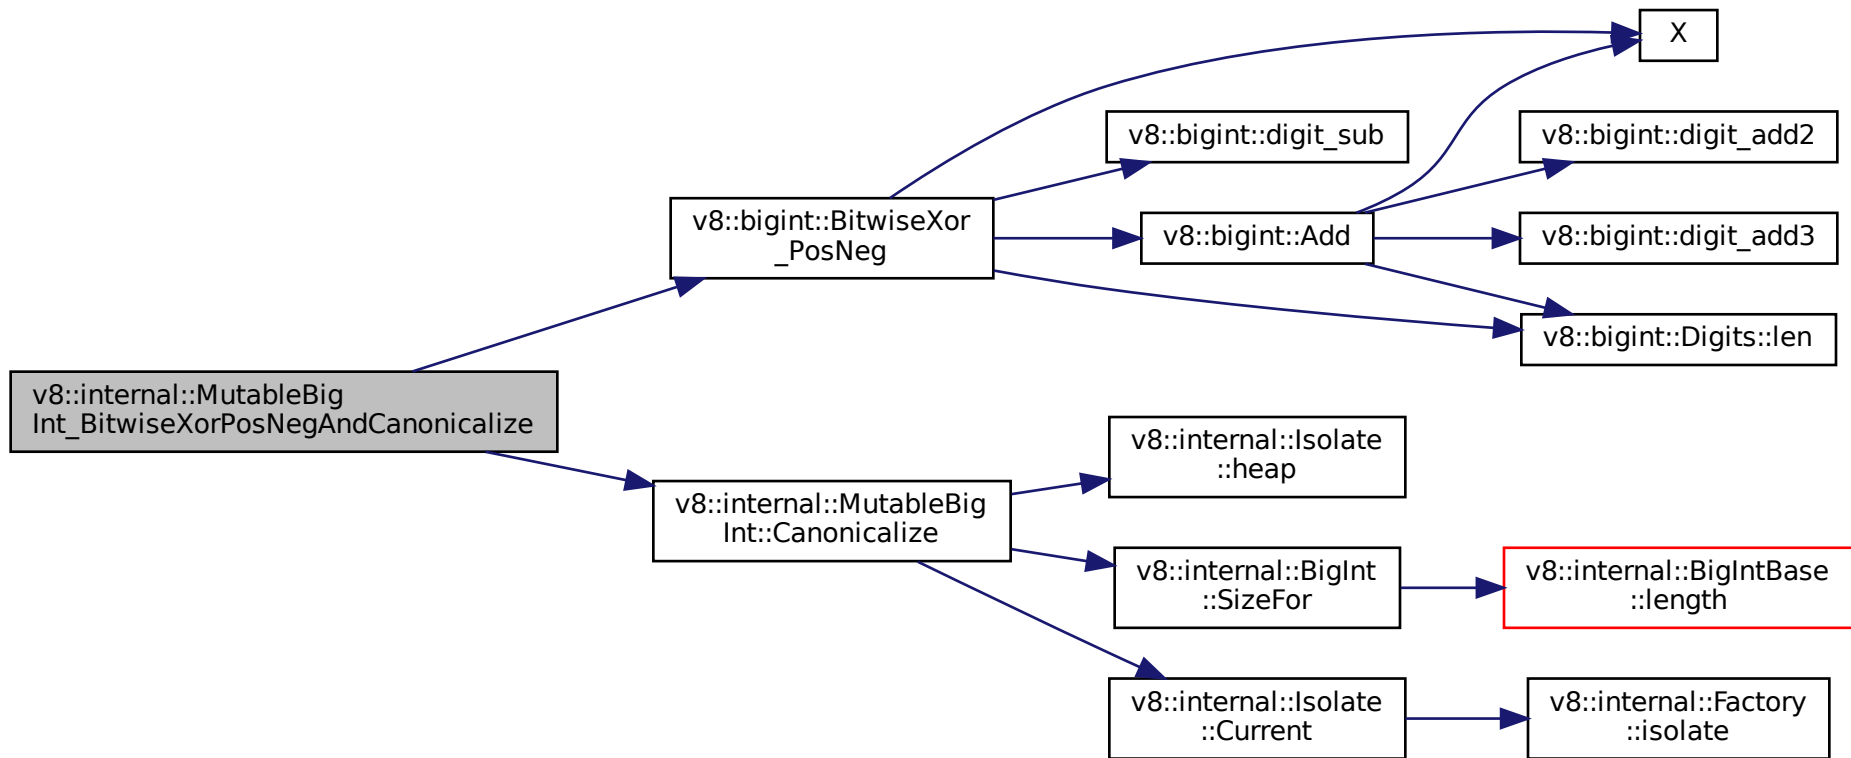 X
v8::bigint::digit_sub
v8::bigint::digit_add2
v8::bigint::BitwiseXor
_PosNeg
v8::bigint::Add
v8::bigint::digit_add3
v8::bigint::Digits::len
v8::internal::MutableBig
Int_BitwiseXorPosNegAndCanonicalize
v8::internal::Isolate
::heap
v8::internal::MutableBig
Int::Canonicalize
v8::internal::BigInt
::SizeFor
v8::internal::BigIntBase
::length
v8::internal::Isolate
::Current
v8::internal::Factory
::isolate